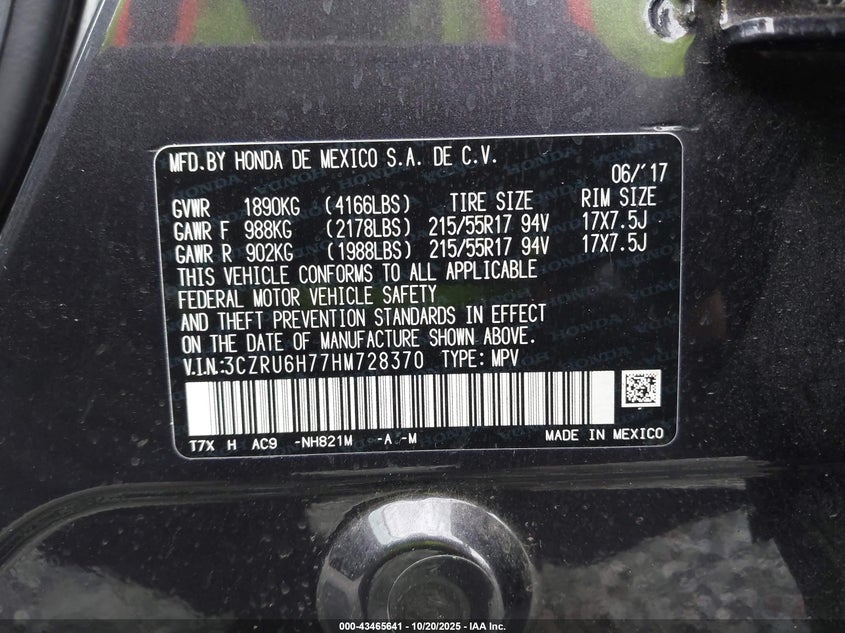 MFD.BY HONDA DE MEXICO S.A. DE C.V.
06/'17
GVWR 1890KG (4166LBS) TIRE SIZE RIM SIZE
GAWR F 988KG (2178LBS) 215/55R17 94V 17X7.5J
GAWR R 902KG (1988LBS) 215/55R17 94V 17X7.5J
THIS VEHICLE CONFORMS TO ALL APPLICABLE
FEDERAL MOTOR VEHICLE SAFETY
AND THEFT PREVENTION STANDARDS IN EFFECT
ON THE DATE OF MANUFACTURE SHOWN ABOVE.
V.I.N.:3CZRU6H77HM728370 TYPE: MPV
T7X H AC9 -NH821M -A -M MADE IN MEXICO
000-43465641 - 10/20/2025 - IAA Inc.